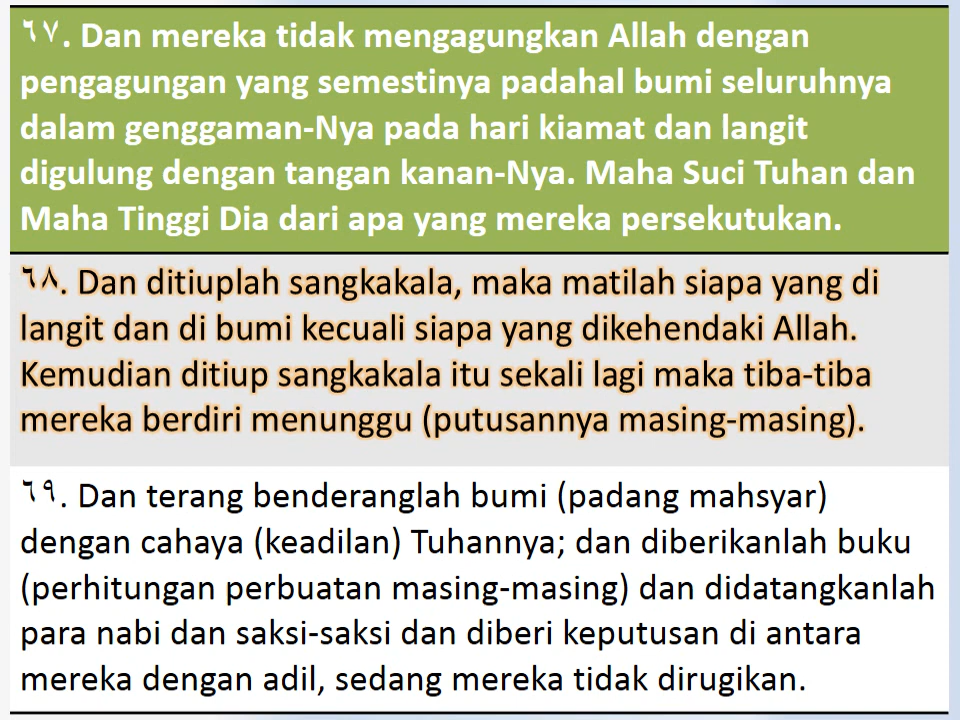 ٦٧. Dan mereka tidak mengagungkan Allah dengan
pengagungan yang semestinya padahal bumi seluruhnya
dalam genggaman-Nya pada hari kiamat dan langit
digulung dengan tangan kanan-Nya. Maha Suci Tuhan dan
Maha Tinggi Dia dari apa yang mereka persekutukan.
٦٨. Dan ditiuplah sangkakala, maka matilah siapa yang di
langit dan di bumi kecuali siapa yang dikehendaki Allah.
Kemudian ditiup sangkakala itu sekali lagi maka tiba-tiba
mereka berdiri menunggu (putusannya masing-masing).
٦٩. Dan terang benderanglah bumi (padang mahsyar)
dengan cahaya (keadilan) Tuhannya; dan diberikanlah buku
(perhitungan perbuatan masing-masing) dan didatangkanlah
para nabi dan saksi-saksi dan diberi keputusan di antara
mereka dengan adil, sedang mereka tidak dirugikan.